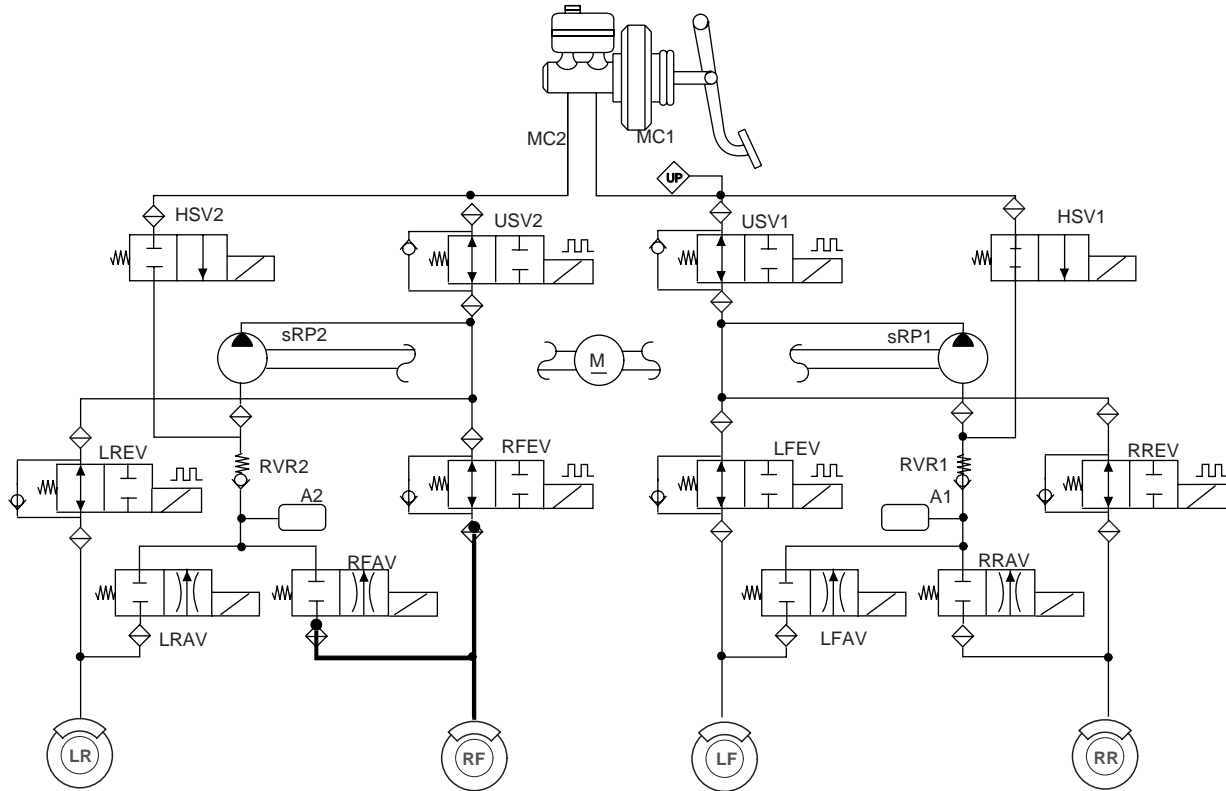 MC2
MC1
UP
HSV2
USV2
USV1
HSV1
sRP2
M
sRP1
LREV
RFEV
LFEV
RREV
RVR2
RVR1
A2
A1
RFAV
RRAV
LRAV
LFAV
LR
RF
LF
RR